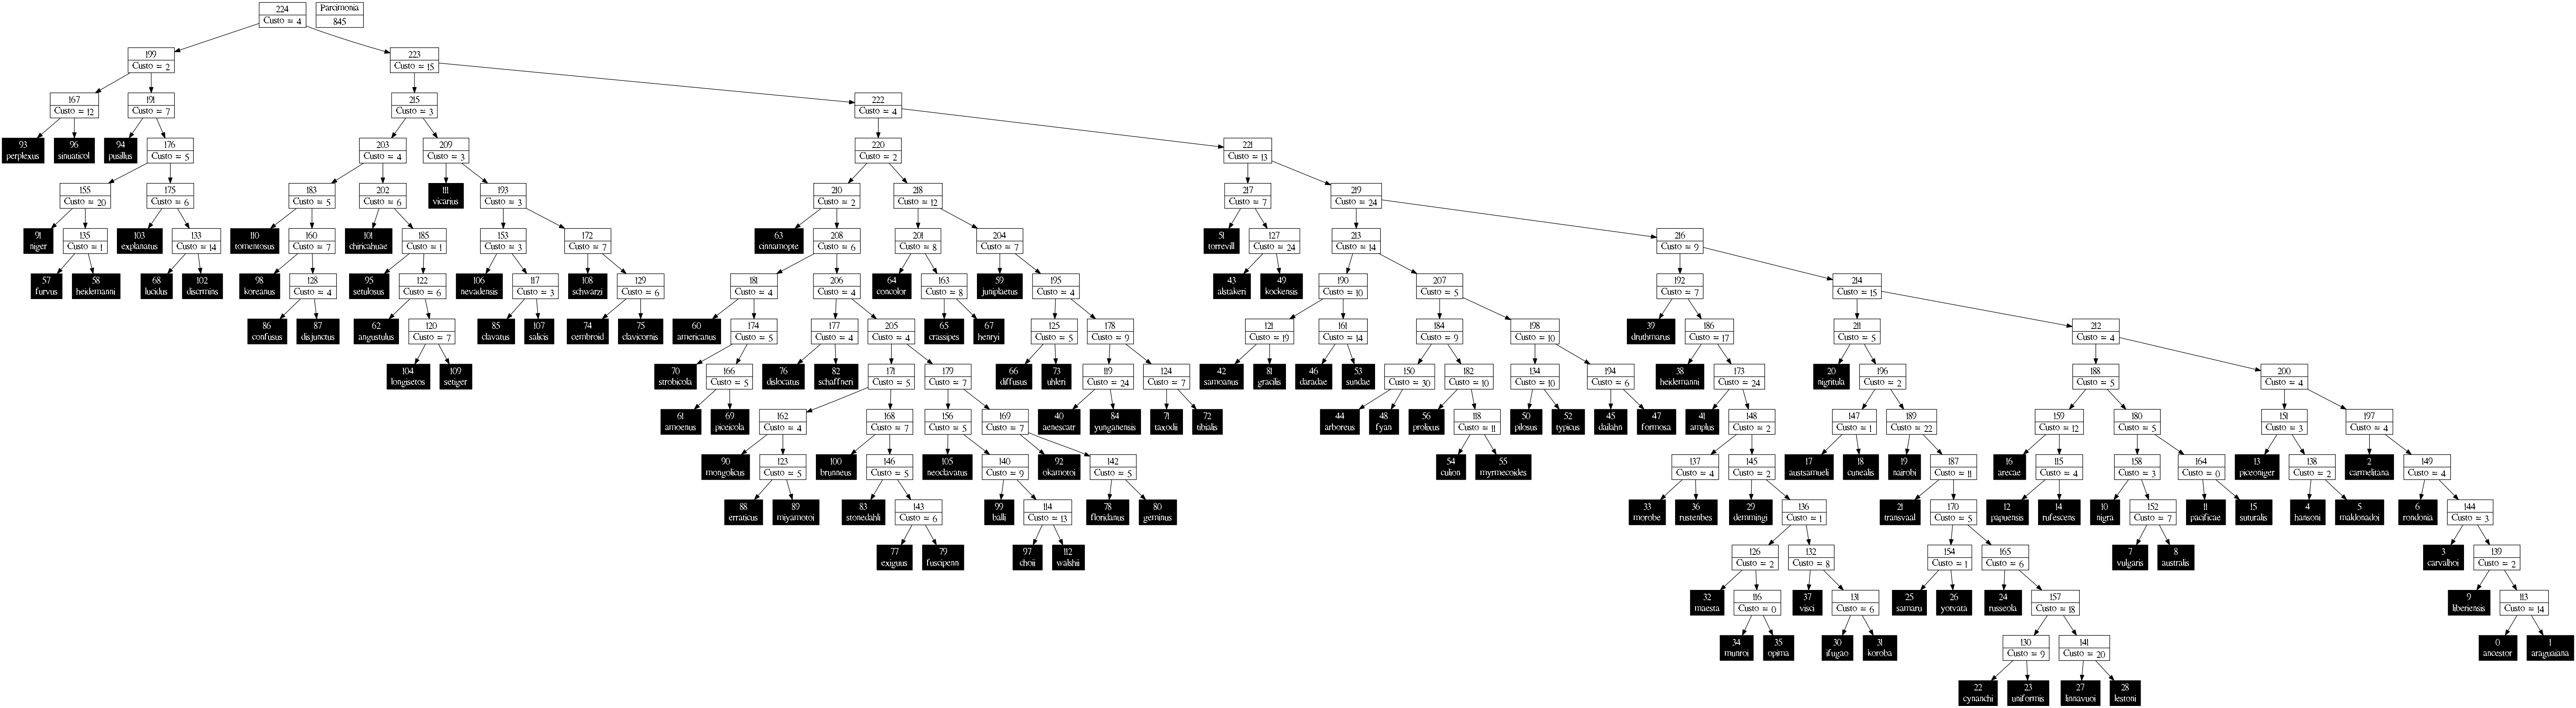 224
Custo = 4
Parcimonia
845
199
Custo = 2
223
Custo = 15
167
Custo = 12
191
Custo = 7
215
Custo = 3
222
Custo = 4
93
perplexus
96
sinuaticol
94
pusillus
176
Custo = 5
203
Custo = 4
209
Custo = 3
220
Custo = 2
221
Custo = 13
155
Custo = 20
175
Custo = 6
183
Custo = 5
202
Custo = 6
111
vicarius
193
Custo = 3
210
Custo = 2
218
Custo = 12
217
Custo = 7
219
Custo = 24
91
niger
135
Custo = 1
103
explanatus
133
Custo = 14
110
tomentosus
160
Custo = 7
101
chiricahuae
185
Custo = 1
153
Custo = 3
172
Custo = 7
63
cinnamopte
208
Custo = 6
201
Custo = 8
204
Custo = 7
51
torrevill
127
Custo = 24
213
Custo = 14
216
Custo = 9
57
furvus
58
heidemanni
68
lucidus
102
discrmins
98
koreanus
128
Custo = 4
95
setulosus
122
Custo = 6
106
nevadensis
117
Custo = 3
108
schwarzi
129
Custo = 6
181
Custo = 4
206
Custo = 4
64
concolor
163
Custo = 8
59
juniplaetus
195
Custo = 4
43
alstakeri
49
kockensis
190
Custo = 10
207
Custo = 5
192
Custo = 7
214
Custo = 15
86
confusus
87
disjunctus
62
angustulus
120
Custo = 7
85
clavatus
107
salicis
74
cembroid
75
clavicornis
60
americanus
174
Custo = 5
177
Custo = 4
205
Custo = 4
65
crassipes
67
henryi
125
Custo = 5
178
Custo = 9
121
Custo = 19
161
Custo = 14
184
Custo = 9
198
Custo = 10
39
druthmarus
186
Custo = 17
211
Custo = 5
212
Custo = 4
104
longisetos
109
setiger
70
strobicola
166
Custo = 5
76
dislocatus
82
schaffneri
171
Custo = 5
179
Custo = 7
66
diffusus
73
uhleri
119
Custo = 24
124
Custo = 7
42
samoanus
81
gracilis
46
daradae
53
sundae
150
Custo = 30
182
Custo = 10
134
Custo = 10
194
Custo = 6
38
heidemanni
173
Custo = 24
20
nigritula
196
Custo = 2
188
Custo = 5
200
Custo = 4
61
amoenus
69
piceicola
162
Custo = 4
168
Custo = 7
156
Custo = 5
169
Custo = 7
40
aenescatr
84
yunganensis
71
taxodii
72
tibialis
44
arboreus
48
fyan
56
prolixus
118
Custo = 11
50
pilosus
52
typicus
45
dailahn
47
formosa
41
amplus
148
Custo = 2
147
Custo = 1
189
Custo = 22
159
Custo = 12
180
Custo = 5
151
Custo = 3
197
Custo = 4
90
mongolicus
123
Custo = 5
100
brunneus
146
Custo = 5
105
neoclavatus
140
Custo = 9
92
okamotoi
142
Custo = 5
54
culion
55
myrmecoides
137
Custo = 4
145
Custo = 2
17
austsamueli
18
cunealis
19
nairobi
187
Custo = 11
16
arecae
115
Custo = 4
158
Custo = 3
164
Custo = 0
13
piceoniger
138
Custo = 2
2
carmelitana
149
Custo = 4
88
erraticus
89
miyamotoi
83
stonedahli
143
Custo = 6
99
balli
114
Custo = 13
78
floridanus
80
geminus
33
morobe
36
rustenbes
29
demmingi
136
Custo = 1
21
transvaal
170
Custo = 5
12
papuensis
14
rufescens
10
nigra
152
Custo = 7
11
pacificae
15
suturalis
4
hansoni
5
maldonadoi
6
rondonia
144
Custo = 3
77
exiguus
79
fuscipenn
97
choii
112
walshii
126
Custo = 2
132
Custo = 8
154
Custo = 1
165
Custo = 6
7
vulgaris
8
australis
3
carvalhoi
139
Custo = 2
32
maesta
116
Custo = 0
37
visci
131
Custo = 6
25
samaru
26
yotvata
24
russeola
157
Custo = 18
9
liberiensis
113
Custo = 14
34
munroi
35
opima
30
ifugao
31
koroba
130
Custo = 9
141
Custo = 20
0
ancestor
1
araguaiana
22
cynanchi
23
uniformis
27
linnavuoi
28
lestoni